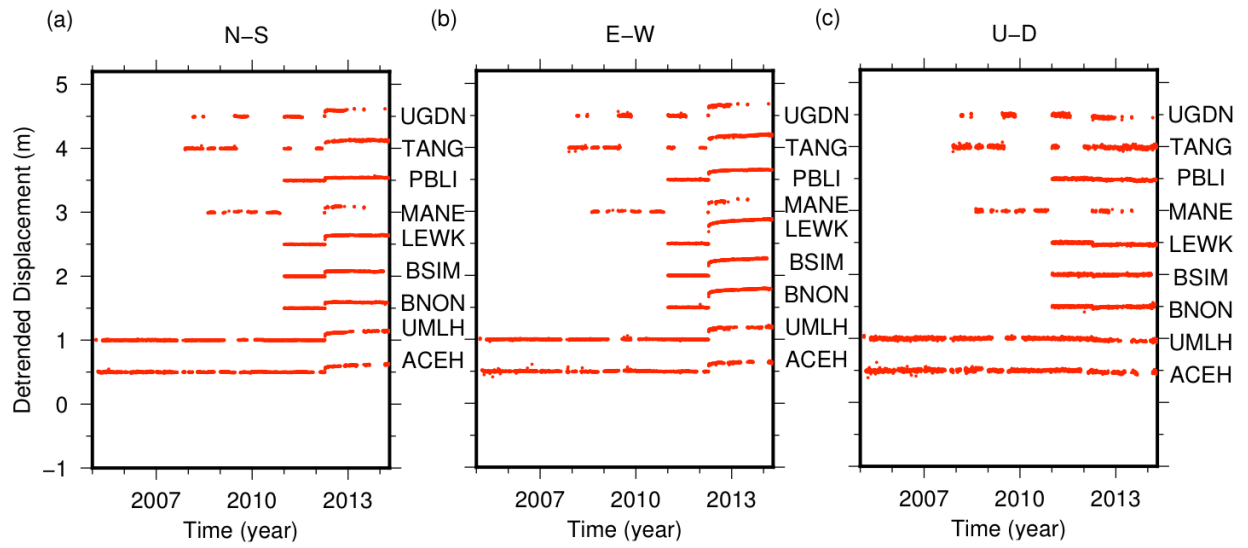 (a)
N−S
(b)
E−W
(c)
U−D
Detrended Displacement (m)
5
4
3
2
1
0
−1
UGDN
TANG
PBLI
MANE
LEWK
BSIM
BNON
UMLH
ACEH
2007 2010 2013
Time (year)
UGDN
TANG
PBLI
MANE
LEWK
BSIM
BNON
UMLH
ACEH
2007 2010 2013
Time (year)
UGDN
TANG
PBLI
MANE
LEWK
BSIM
BNON
UMLH
ACEH
2007 2010 2013
Time (year)